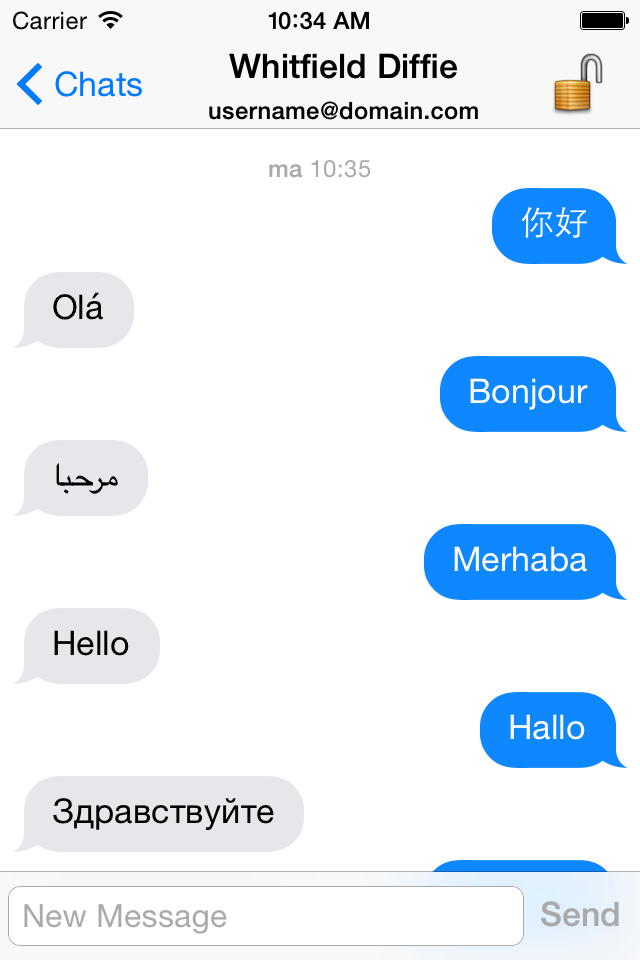 Carrier 10:34 AM
Chats
Whitfield Diffie
username@domain.com
ma 10:35
你好
Olá
Bonjour
مرحبا
Merhaba
Hello
Hallo
Здравствуйте
New Message
Send